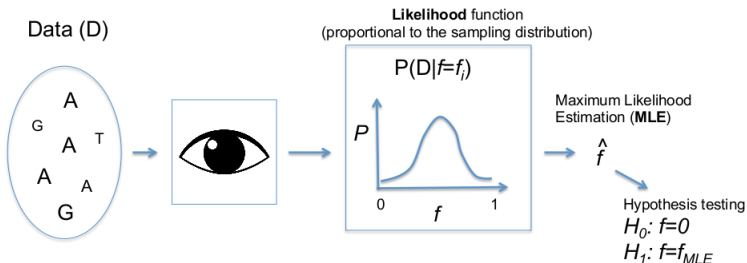 Data (D)
A
G
T
A
A
A
G
Likelihood function
(proportional to the sampling distribution)
P(D|f=fᵢ)
P
0
1
f
Maximum Likelihood
Estimation (MLE)
f̂
Hypothesis testing
H₀: f=0
H₁: f=f_MLE